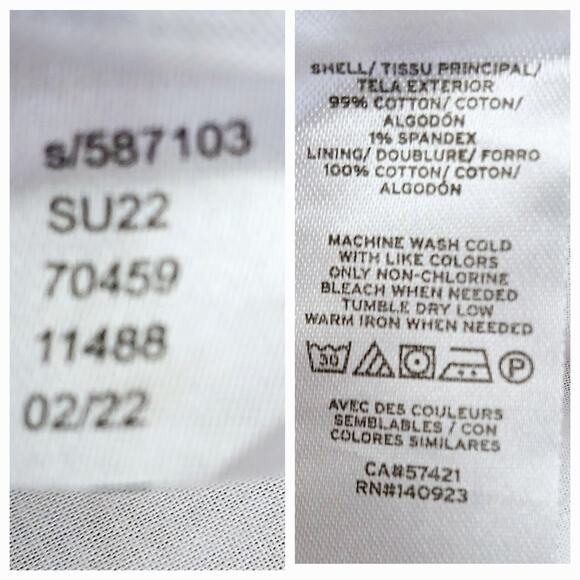 s/587103
SU22
70459
11488
02/22
SHELL/ TISSU PRINCIPAL/
TELA EXTERIOR
99% COTTON/ COTON/
ALGODÓN
1% SPANDEX
LINING/ DOUBLURE/ FORRO
100% COTTON/ COTON/
ALGODÓN
MACHINE WASH COLD
WITH LIKE COLORS
ONLY NON-CHLORINE
BLEACH WHEN NEEDED
TUMBLE DRY LOW
WARM IRON WHEN NEEDED
30 P
AVEC DES COULEURS
SEMBLABLES / CON
COLORES SIMILARES
CA#57421
RN#140923